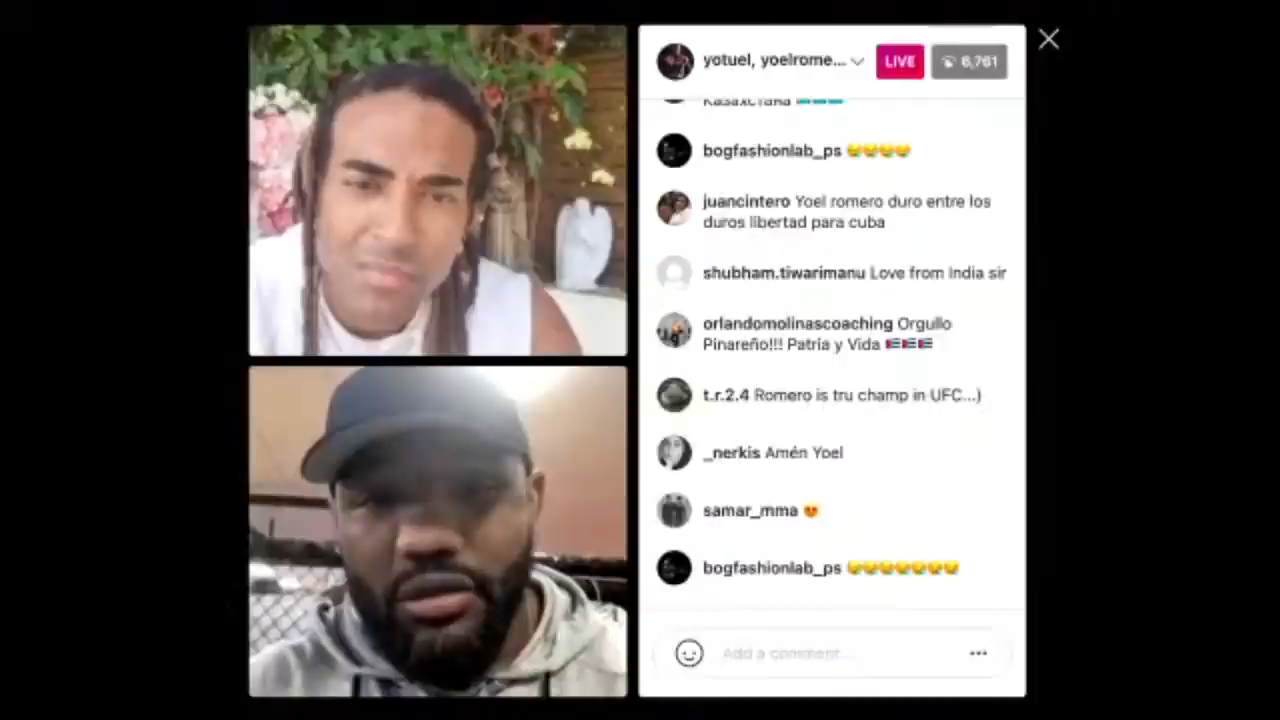 yotuel, yoelrome...
LIVE
6,761
Казахстана
bogfashionlab_ps
juancintero Yoel romero duro entre los
duros libertad para cuba
shubham.tiwarimanu Love from India sir
orlandomolinascoaching Orgullo
Pinareño!!! Patria y Vida
t.r.2.4 Romero is tru champ in UFC...)
_nerkis Amén Yoel
samar_mma
bogfashionlab_ps
Add a comment...